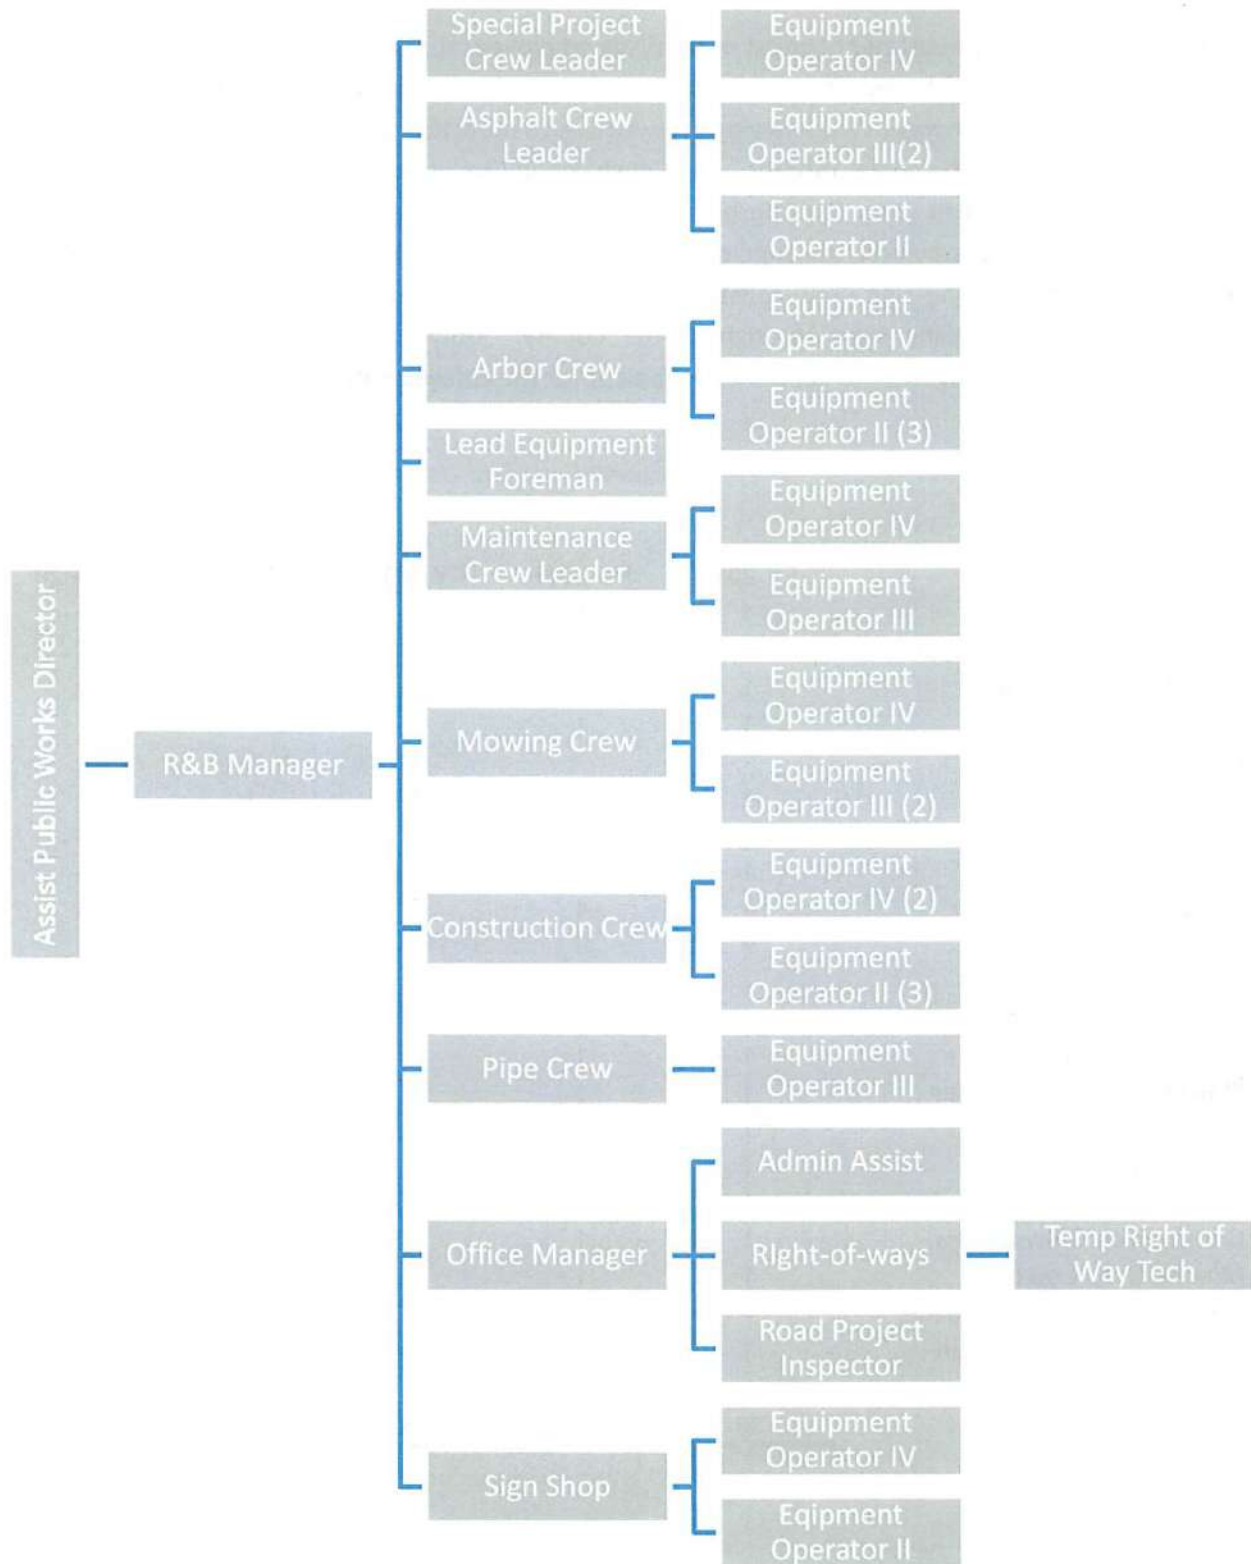 Assist Public Works Director
R&B Manager
Special Project
Crew Leader
Asphalt Crew
Leader
Equipment
Operator IV
Equipment
Operator III(2)
Equipment
Operator II
Arbor Crew
Equipment
Operator IV
Equipment
Operator II (3)
Lead Equipment
Foreman
Maintenance
Crew Leader
Equipment
Operator IV
Equipment
Operator III
Mowing Crew
Equipment
Operator IV
Equipment
Operator III (2)
Construction Crew
Equipment
Operator IV (2)
Equipment
Operator II (3)
Pipe Crew
Equipment
Operator III
Office Manager
Admin Assist
RIght-of-ways
Temp Right of
Way Tech
Road Project
Inspector
Sign Shop
Equipment
Operator IV
Eqipment
Operator II